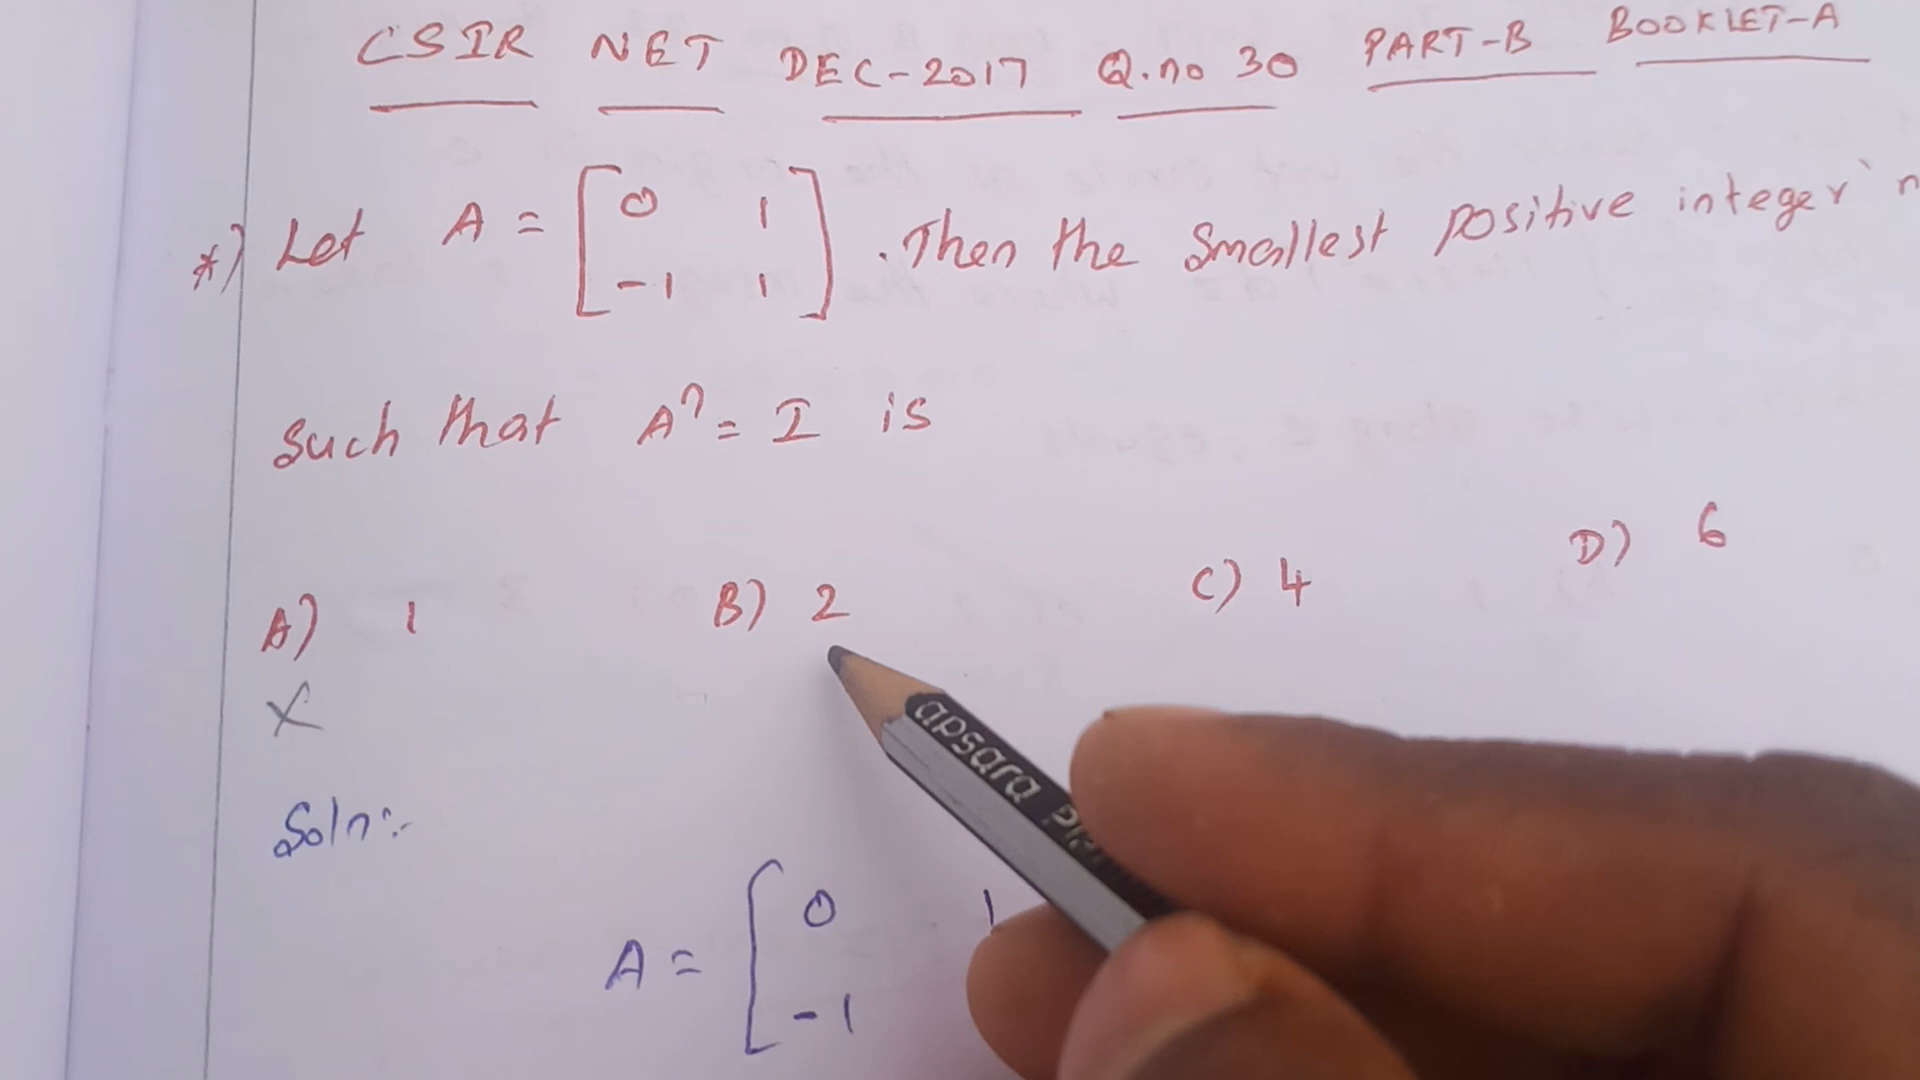 CSIR NET DEC-2017 Q.no 30 PART-B BOOKLET-A
*) Let A = [ 0 1 ; -1 1 ] . Then the smallest positive integer n
such that Aⁿ = I is
A) 1 B) 2 C) 4 D) 6
X
Soln:-
A = [ 0 1
-1
apsara